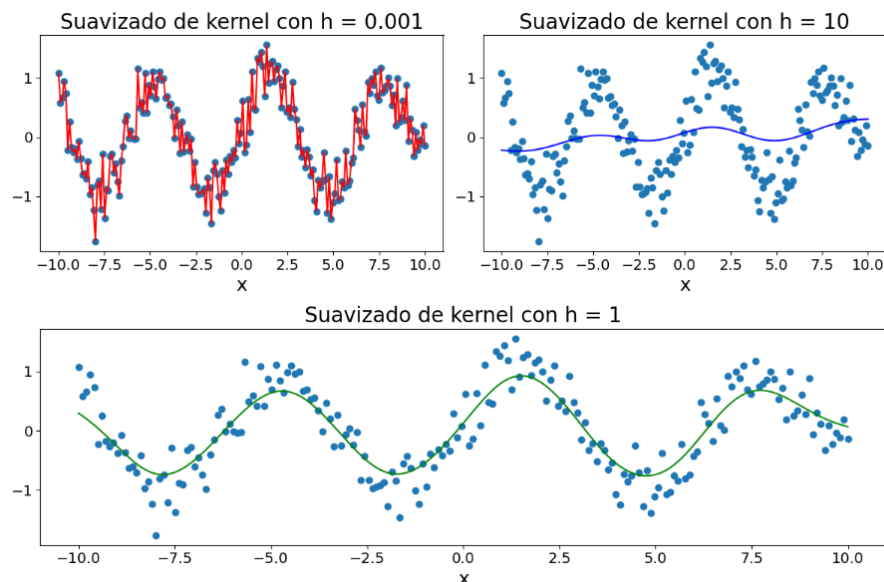 Suavizado de kernel con h = 0.001
1
0
−1
−10.0 −7.5 −5.0 −2.5 0.0 2.5 5.0 7.5 10.0
x
Suavizado de kernel con h = 10
1
0
−1
−10.0 −7.5 −5.0 −2.5 0.0 2.5 5.0 7.5 10.0
x
Suavizado de kernel con h = 1
1
0
−1
−10.0 −7.5 −5.0 −2.5 0.0 2.5 5.0 7.5 10.0
x